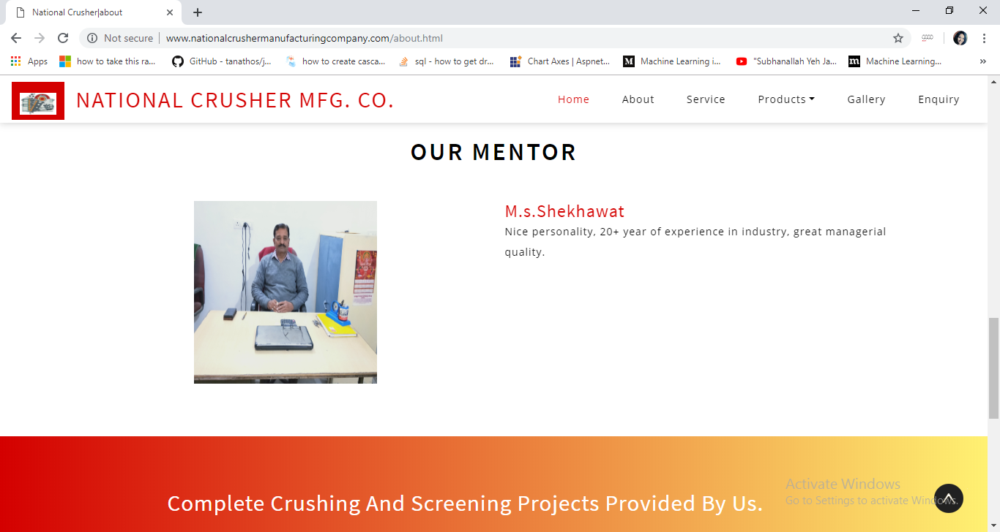 National Crusher|about
Not secure
www.nationalcrushermanufacturingcompany.com/about.html
Apps
how to take this ra...
GitHub - tanathos/j...
how to create casca...
sql - how to get dr...
Chart Axes | Aspnet...
M
Machine Learning i...
"Subhanallah Yeh Ja...
m
Machine Learning...
»
NATIONAL CRUSHER MFG. CO.
Home
About
Service
Products
Gallery
Enquiry
OUR MENTOR
M.s.Shekhawat
Nice personality, 20+ year of experience in industry, great managerial
quality.
Complete Crushing And Screening Projects Provided By Us.
Activate Windows
Go to Settings to activate Windows.